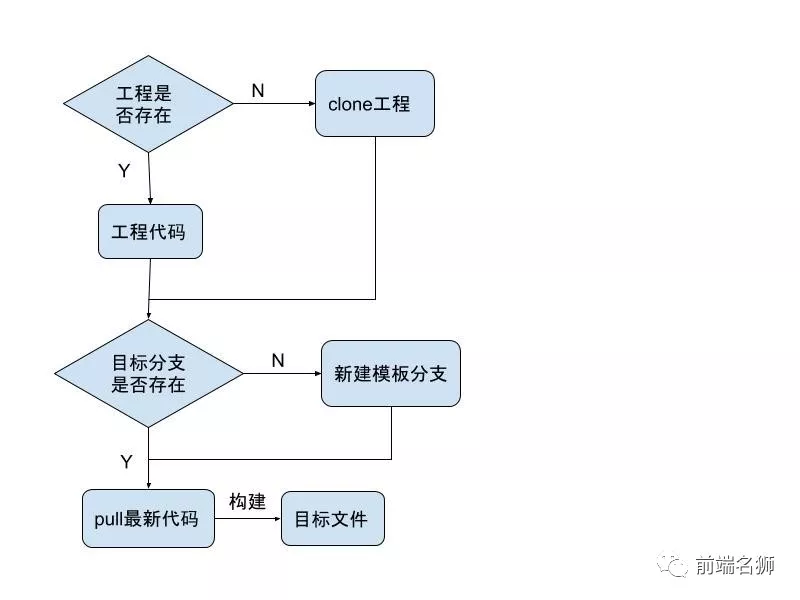 工程是
否存在
N
clone工程
Y
工程代码
目标分支
是否存在
N
新建模板分支
Y
pull最新代码
构建
目标文件
前端名狮